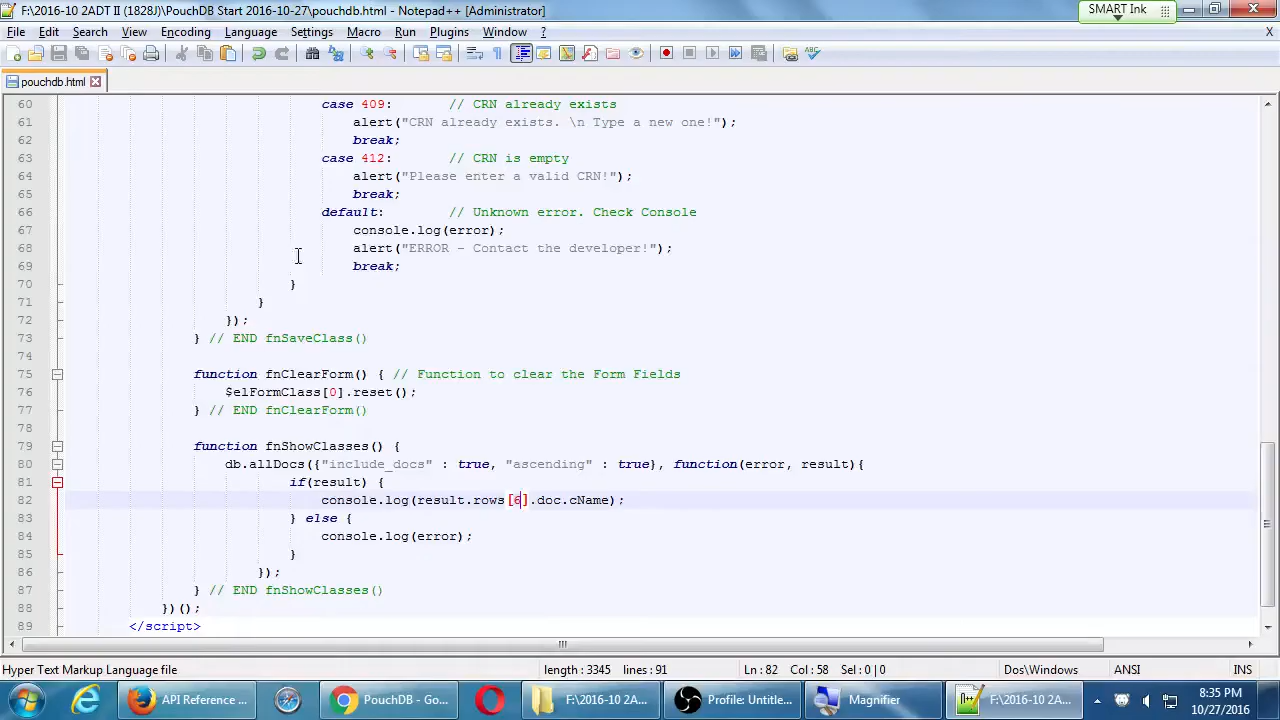 F:\2016-10 2ADT II (1828J)\PouchDB Start 2016-10-27\pouchdb.html - Notepad++ [Administrator]
SMART Ink
File Edit Search View Encoding Language Settings Macro Run Plugins Window ? X
pouchdb.html
60 case 409: // CRN already exists
61 alert("CRN already exists. \n Type a new one!");
62 break;
63 case 412: // CRN is empty
64 alert("Please enter a valid CRN!");
65 break;
66 default: // Unknown error. Check Console
67 console.log(error);
68 alert("ERROR - Contact the developer!");
69 break;
70 }
71 }
72 });
73 } // END fnSaveClass()
74
75 function fnClearForm() { // Function to clear the Form Fields
76 $elFormClass[0].reset();
77 } // END fnClearForm()
78
79 function fnShowClasses() {
80 db.allDocs({"include_docs" : true, "ascending" : true}, function(error, result){
81 if(result) {
82 console.log(result.rows[6].doc.cName);
83 } else {
84 console.log(error);
85 }
86 });
87 } // END fnShowClasses()
88 })();
89 </script>
Hyper Text Markup Language file length : 3345 lines : 91 Ln : 82 Col : 58 Sel : 0 | 0 Dos\Windows ANSI INS
API Reference ... PouchDB - Go... F:\2016-10 2A... Profile: Untitle... Magnifier F:\2016-10 2A... 8:35 PM
10/27/2016